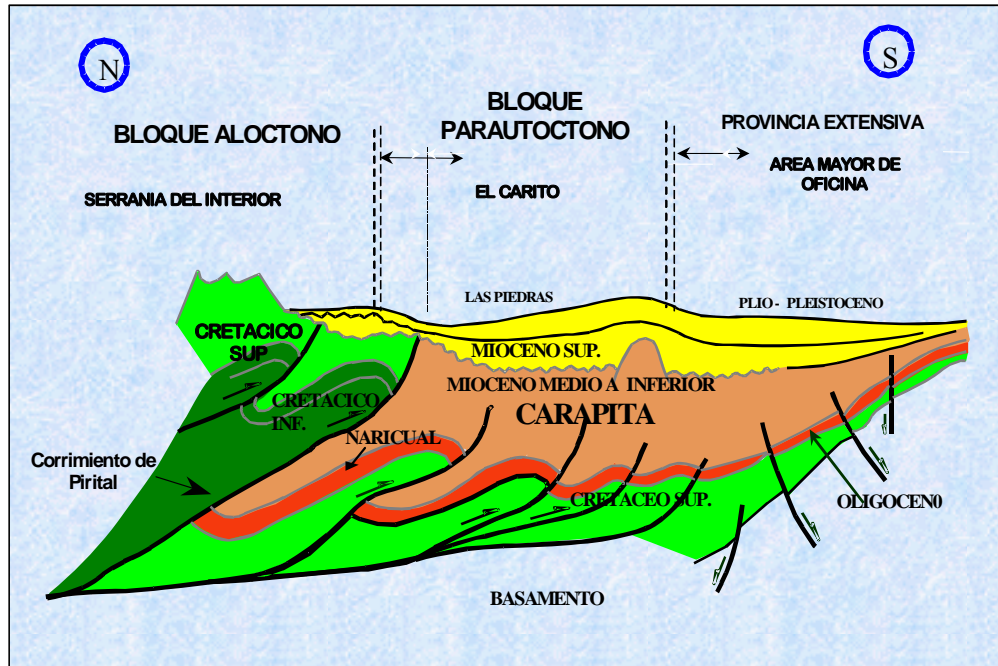 N
S
BLOQUE ALOCTONO
BLOQUE
PARAUTOCTONO
PROVINCIA EXTENSIVA
SERRANIA DEL INTERIOR
EL CARITO
AREA MAYOR DE
OFICINA
LAS PIEDRAS
PLIO - PLEISTOCENO
CRETACICO
SUP
MIOCENO SUP.
MIOCENO MEDIO A INFERIOR
CARAPITA
CRETACICO
INF.
NARICUAL
Corrimiento de
Pirital
CRETACEO SUP.
OLIGOCEN0
BASAMENTO